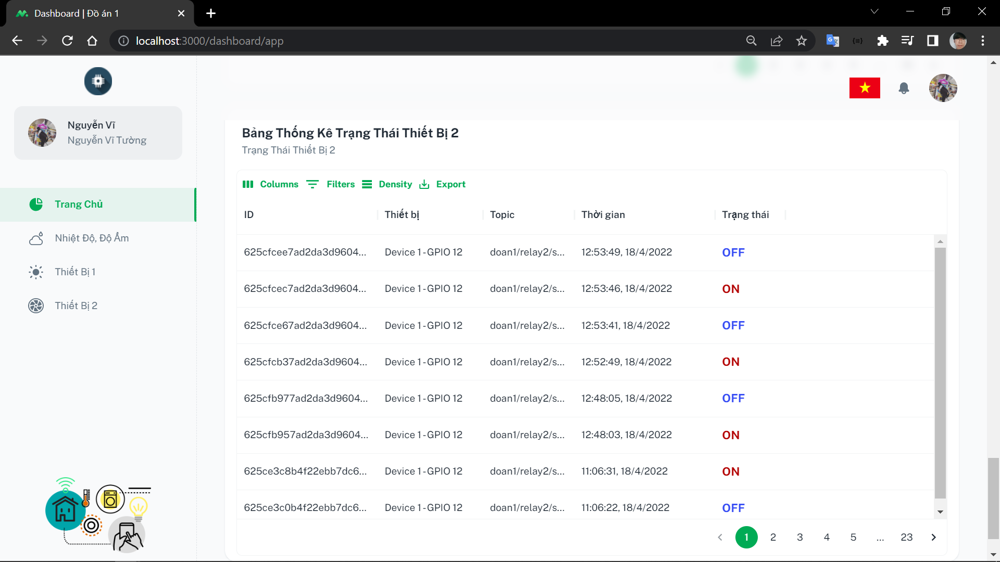 Dashboard | Đồ án 1
localhost:3000/dashboard/app
Nguyễn Vĩ
Nguyễn Vĩ Tường
Trang Chủ
Nhiệt Độ, Độ Ẩm
Thiết Bị 1
Thiết Bị 2
Bảng Thống Kê Trạng Thái Thiết Bị 2
Trạng Thái Thiết Bị 2
Columns Filters Density Export
ID Thiết bị Topic Thời gian Trạng thái
625cfcee7ad2da3d9604... Device 1 - GPIO 12 doan1/relay2/s... 12:53:49, 18/4/2022 OFF
625cfcec7ad2da3d9604... Device 1 - GPIO 12 doan1/relay2/s... 12:53:46, 18/4/2022 ON
625cfce67ad2da3d9604... Device 1 - GPIO 12 doan1/relay2/s... 12:53:41, 18/4/2022 OFF
625cfcb37ad2da3d9604... Device 1 - GPIO 12 doan1/relay2/s... 12:52:49, 18/4/2022 ON
625cfb977ad2da3d9604... Device 1 - GPIO 12 doan1/relay2/s... 12:48:05, 18/4/2022 OFF
625cfb957ad2da3d9604... Device 1 - GPIO 12 doan1/relay2/s... 12:48:03, 18/4/2022 ON
625ce3c8b4f22ebb7dc6... Device 1 - GPIO 12 doan1/relay2/s... 11:06:31, 18/4/2022 ON
625ce3c0b4f22ebb7dc6... Device 1 - GPIO 12 doan1/relay2/s... 11:06:22, 18/4/2022 OFF
1 2 3 4 5 ... 23